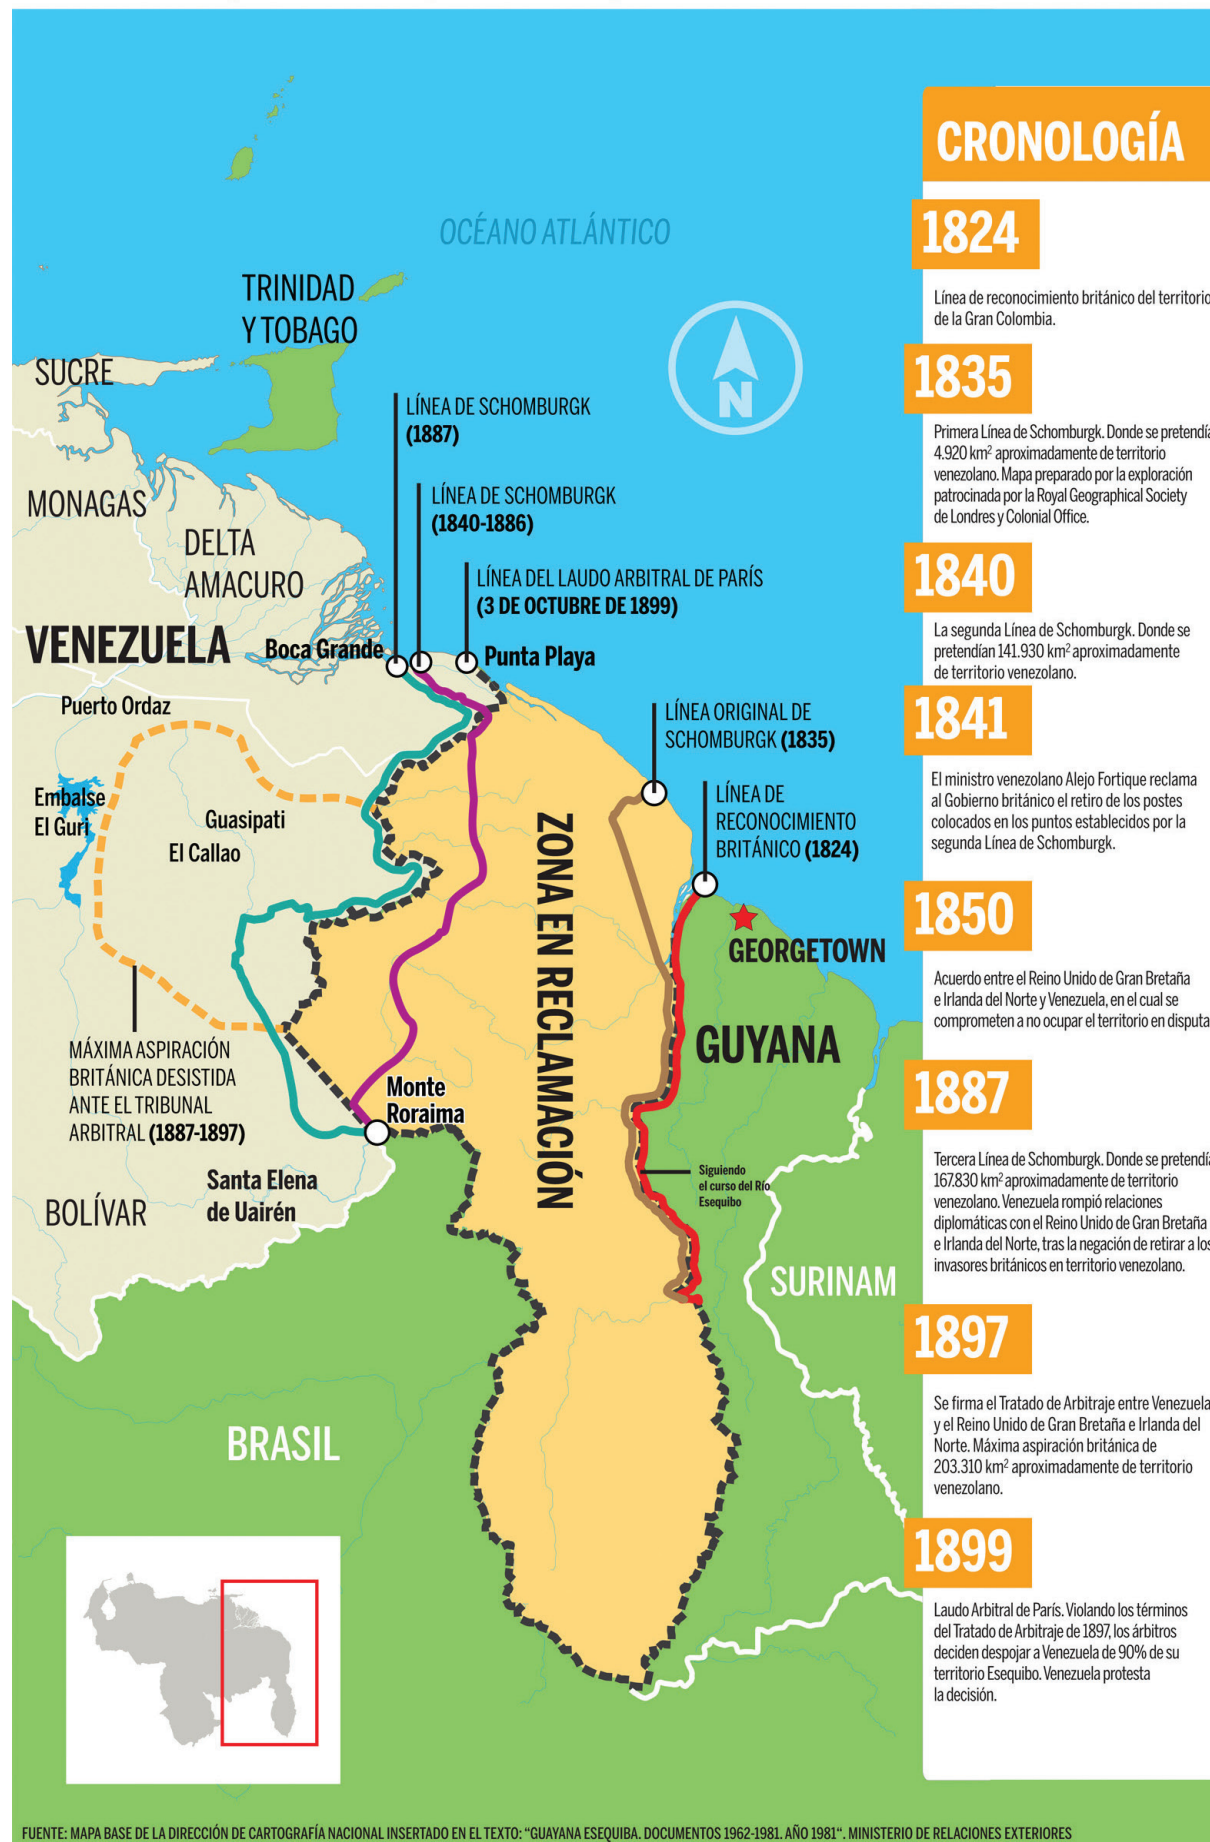 OCÉANO ATLÁNTICO
TRINIDAD
Y TOBAGO
SUCRE
N
LÍNEA DE SCHOMBURGK
(1887)
LÍNEA DE SCHOMBURGK
(1840-1886)
MONAGAS
DELTA
AMACURO
LÍNEA DEL LAUDO ARBITRAL DE PARÍS
(3 DE OCTUBRE DE 1899)
VENEZUELA
Boca Grande
Punta Playa
Puerto Ordaz
LÍNEA ORIGINAL DE
SCHOMBURGK (1835)
Embalse
El Guri
Guasipati
El Callao
LÍNEA DE
RECONOCIMIENTO
BRITÁNICO (1824)
ZONA EN RECLAMACIÓN
GEORGETOWN
GUYANA
MÁXIMA ASPIRACIÓN
BRITÁNICA DESISTIDA
ANTE EL TRIBUNAL
ARBITRAL (1887-1897)
Monte
Roraima
Santa Elena
de Uairén
BOLÍVAR
Siguiendo
el curso del Río
Esequibo
SURINAM
BRASIL
CRONOLOGÍA
1824
Línea de reconocimiento británico del territorio
de la Gran Colombia.
1835
Primera Línea de Schomburgk. Donde se pretendía
4.920 km² aproximadamente de territorio
venezolano. Mapa preparado por la exploración
patrocinada por la Royal Geographical Society
de Londres y Colonial Office.
1840
La segunda Línea de Schomburgk. Donde se
pretendían 141.930 km² aproximadamente
de territorio venezolano.
1841
El ministro venezolano Alejo Fortique reclama
al Gobierno británico el retiro de los postes
colocados en los puntos establecidos por la
segunda Línea de Schomburgk.
1850
Acuerdo entre el Reino Unido de Gran Bretaña
e Irlanda del Norte y Venezuela, en el cual se
comprometen a no ocupar el territorio en disputa
1887
Tercera Línea de Schomburgk. Donde se pretendía
167.830 km² aproximadamente de territorio
venezolano. Venezuela rompió relaciones
diplomáticas con el Reino Unido de Gran Bretaña
e Irlanda del Norte, tras la negación de retirar a los
invasores británicos en territorio venezolano.
1897
Se firma el Tratado de Arbitraje entre Venezuela
y el Reino Unido de Gran Bretaña e Irlanda del
Norte. Máxima aspiración británica de
203.310 km² aproximadamente de territorio
venezolano.
1899
Laudo Arbitral de París. Violando los términos
del Tratado de Arbitraje de 1897, los árbitros
deciden despojar a Venezuela de 90% de su
territorio Esequibo. Venezuela protesta
la decisión.
FUENTE: MAPA BASE DE LA DIRECCIÓN DE CARTOGRAFÍA NACIONAL INSERTADO EN EL TEXTO: "GUAYANA ESEQUIBA. DOCUMENTOS 1962-1981. AÑO 1981". MINISTERIO DE RELACIONES EXTERIORES